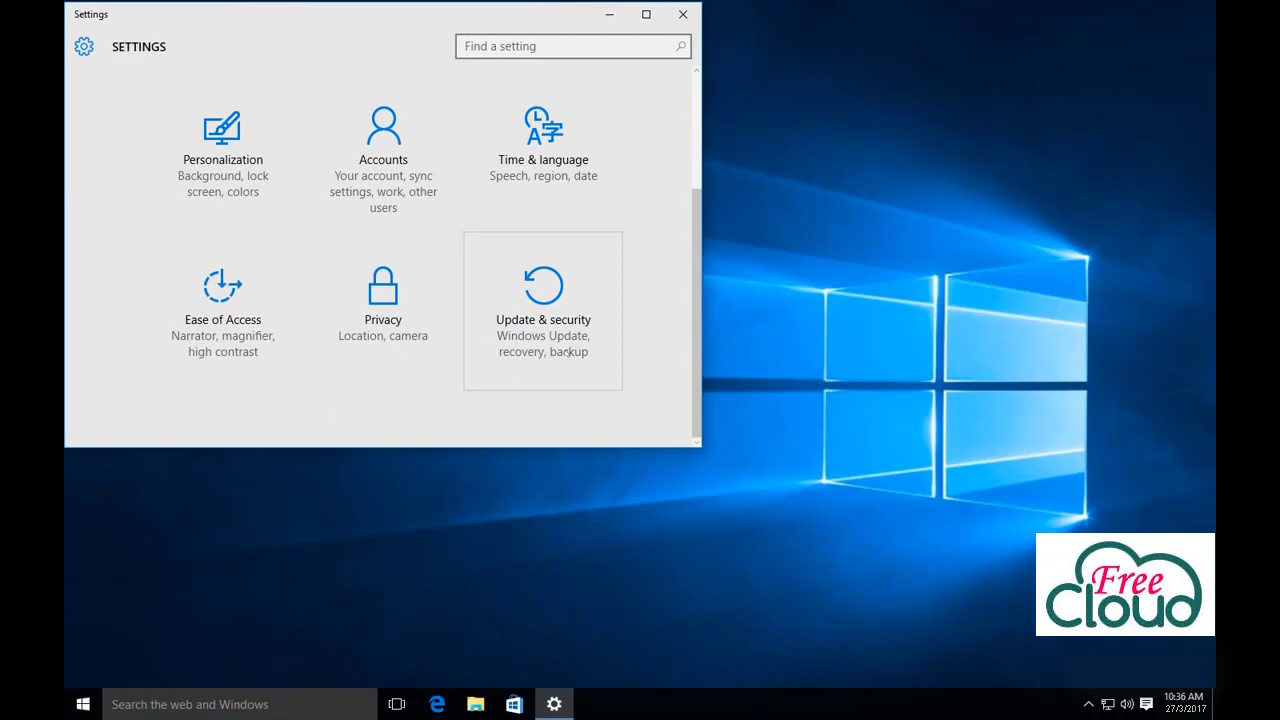 Settings
SETTINGS
Find a setting
Personalization
Background, lock
screen, colors
Accounts
Your account, sync
settings, work, other
users
Time & language
Speech, region, date
Ease of Access
Narrator, magnifier,
high contrast
Privacy
Location, camera
Update & security
Windows Update,
recovery, backup
Free
Cloud
Search the web and Windows
10:36 AM
27/3/2017